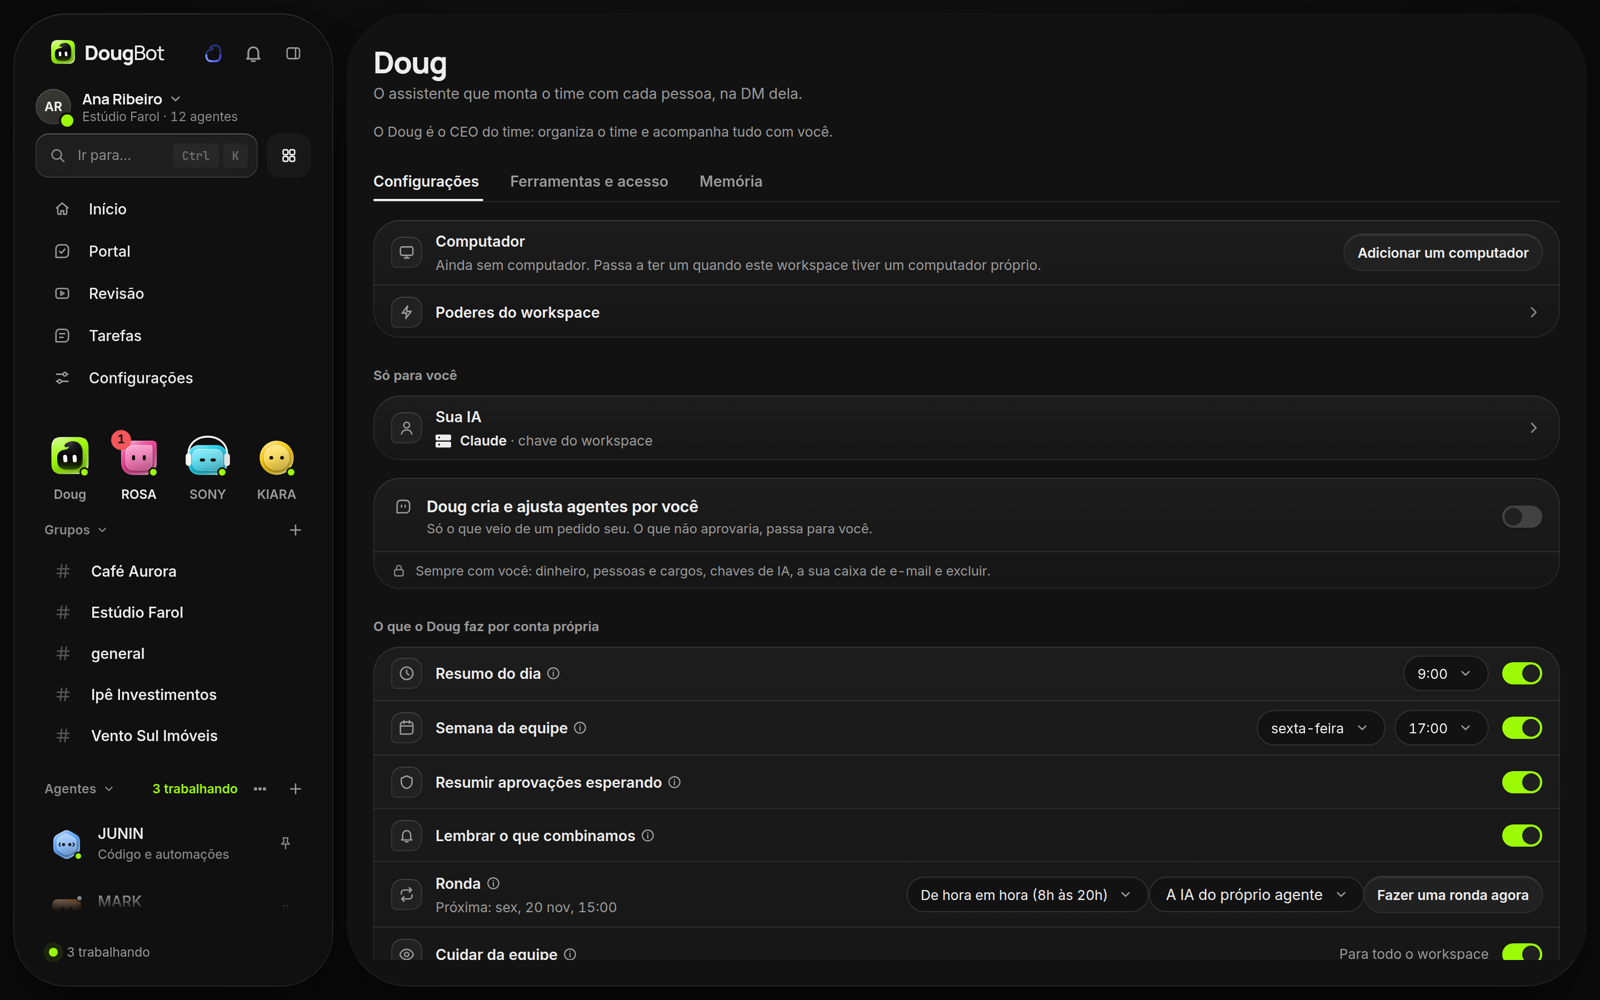 DougBot
AR
Ana Ribeiro
Estúdio Farol · 12 agentes
Ir para...
Ctrl
K
Início
Portal
Revisão
Tarefas
Configurações
1
Doug
ROSA
SONY
KIARA
Grupos
# Café Aurora
# Estúdio Farol
# general
# Ipê Investimentos
# Vento Sul Imóveis
Agentes
3 trabalhando
JUNIN
Código e automações
MARK
3 trabalhando
Doug
O assistente que monta o time com cada pessoa, na DM dela.
O Doug é o CEO do time: organiza o time e acompanha tudo com você.
Configurações
Ferramentas e acesso
Memória
Computador
Ainda sem computador. Passa a ter um quando este workspace tiver um computador próprio.
Adicionar um computador
Poderes do workspace
Só para você
Sua IA
Claude · chave do workspace
Doug cria e ajusta agentes por você
Só o que veio de um pedido seu. O que não aprovaria, passa para você.
Sempre com você: dinheiro, pessoas e cargos, chaves de IA, a sua caixa de e-mail e excluir.
O que o Doug faz por conta própria
Resumo do dia
9:00
Semana da equipe
sexta-feira
17:00
Resumir aprovações esperando
Lembrar o que combinamos
Ronda
Próxima: sex, 20 nov, 15:00
De hora em hora (8h às 20h)
A IA do próprio agente
Fazer uma ronda agora
Cuidar da equipe
Para todo o workspace